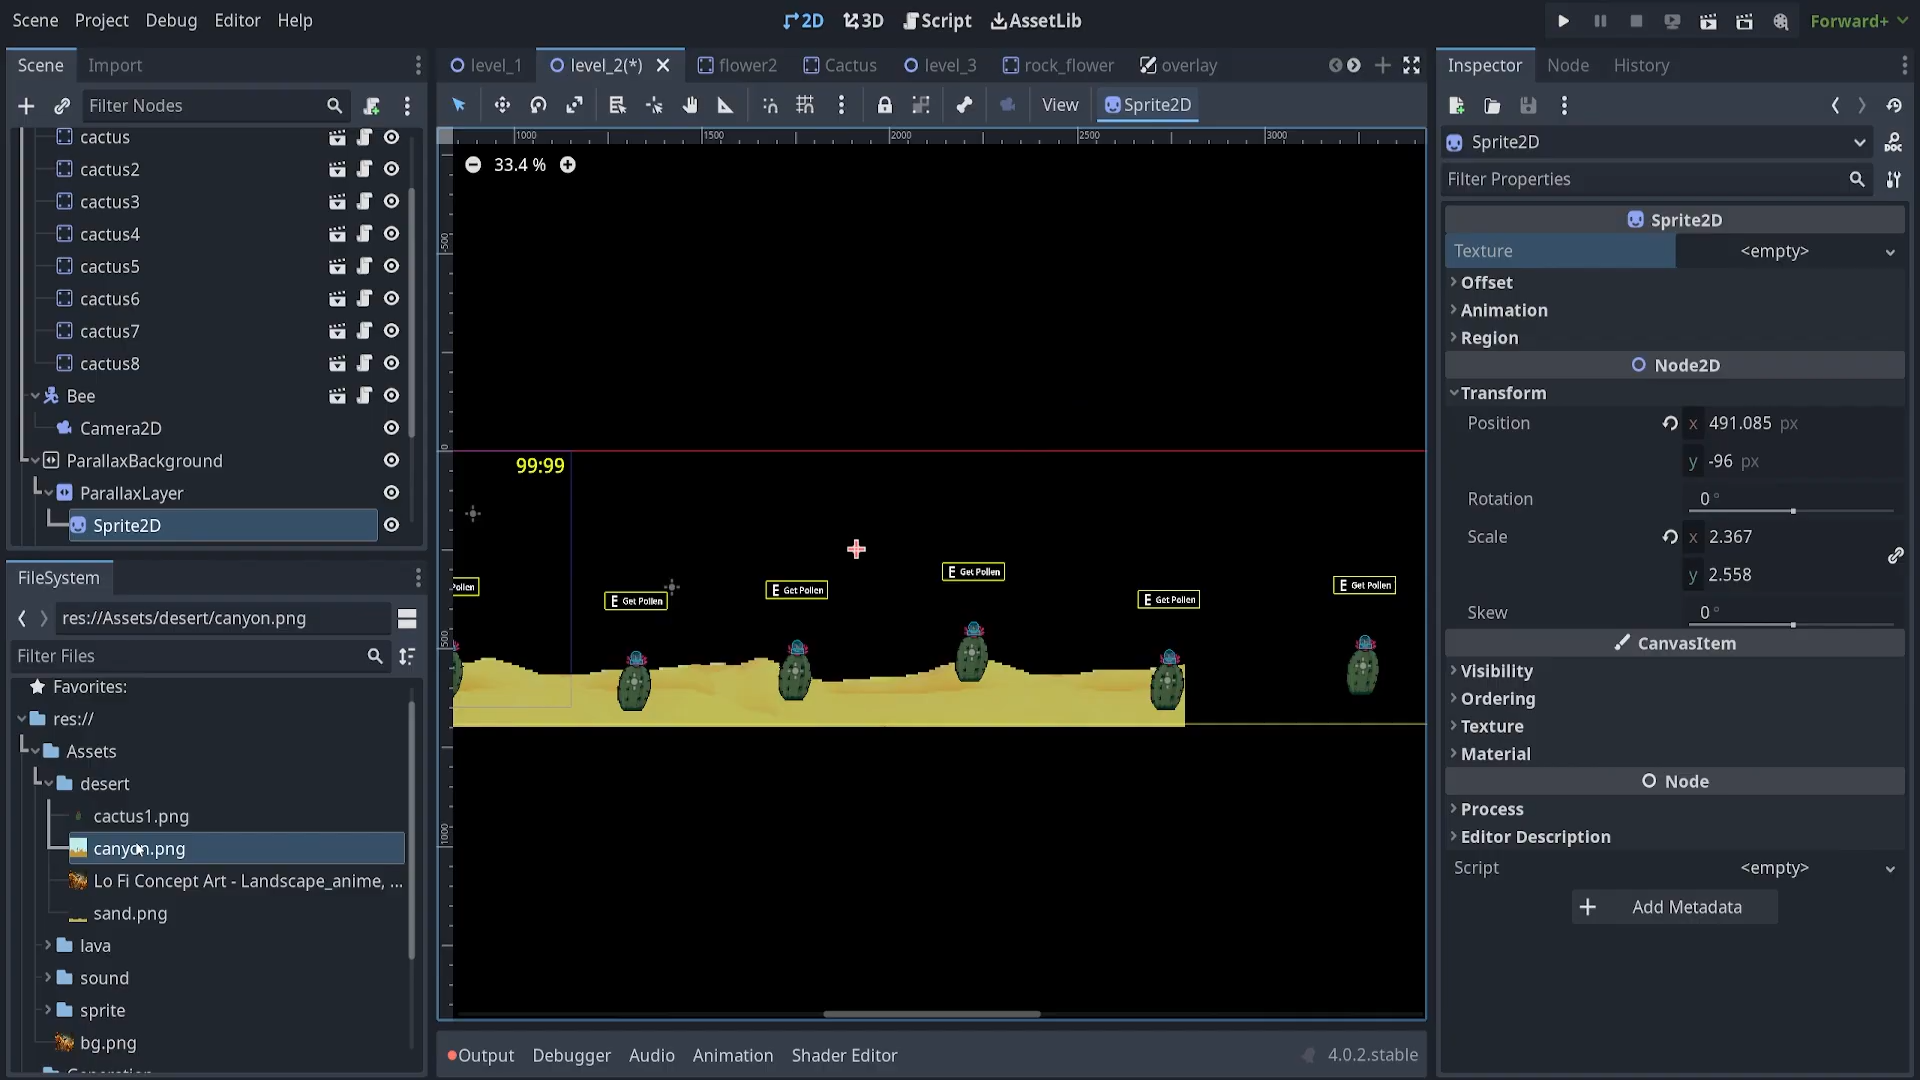 Scene Project Debug Editor Help
2D 3D Script AssetLib
Forward+
Scene Import
level_1 level_2(*) flower2 Cactus level_3 rock_flower overlay
Inspector Node History
Filter Nodes
View Sprite2D
cactus
cactus2
cactus3
cactus4
cactus5
cactus6
cactus7
cactus8
Bee
Camera2D
ParallaxBackground
ParallaxLayer
Sprite2D
FileSystem
res://Assets/desert/canyon.png
Filter Files
Favorites:
res://
Assets
desert
cactus1.png
canyon.png
Lo Fi Concept Art - Landscape_anime, ...
sand.png
lava
sound
sprite
bg.png
1000 1500 2000 2500 3000
-500
0
500
1000
33.4 %
99:99
Pollen
E Get Pollen
E Get Pollen
E Get Pollen
E Get Pollen
E Get Pollen
Output Debugger Audio Animation Shader Editor
4.0.2.stable
Sprite2D
DOC
Filter Properties
Sprite2D
Texture <empty>
Offset
Animation
Region
Node2D
Transform
Position x 491.085 px
y -96 px
Rotation 0 °
Scale x 2.367
y 2.558
Skew 0 °
CanvasItem
Visibility
Ordering
Texture
Material
Node
Process
Editor Description
Script <empty>
Add Metadata